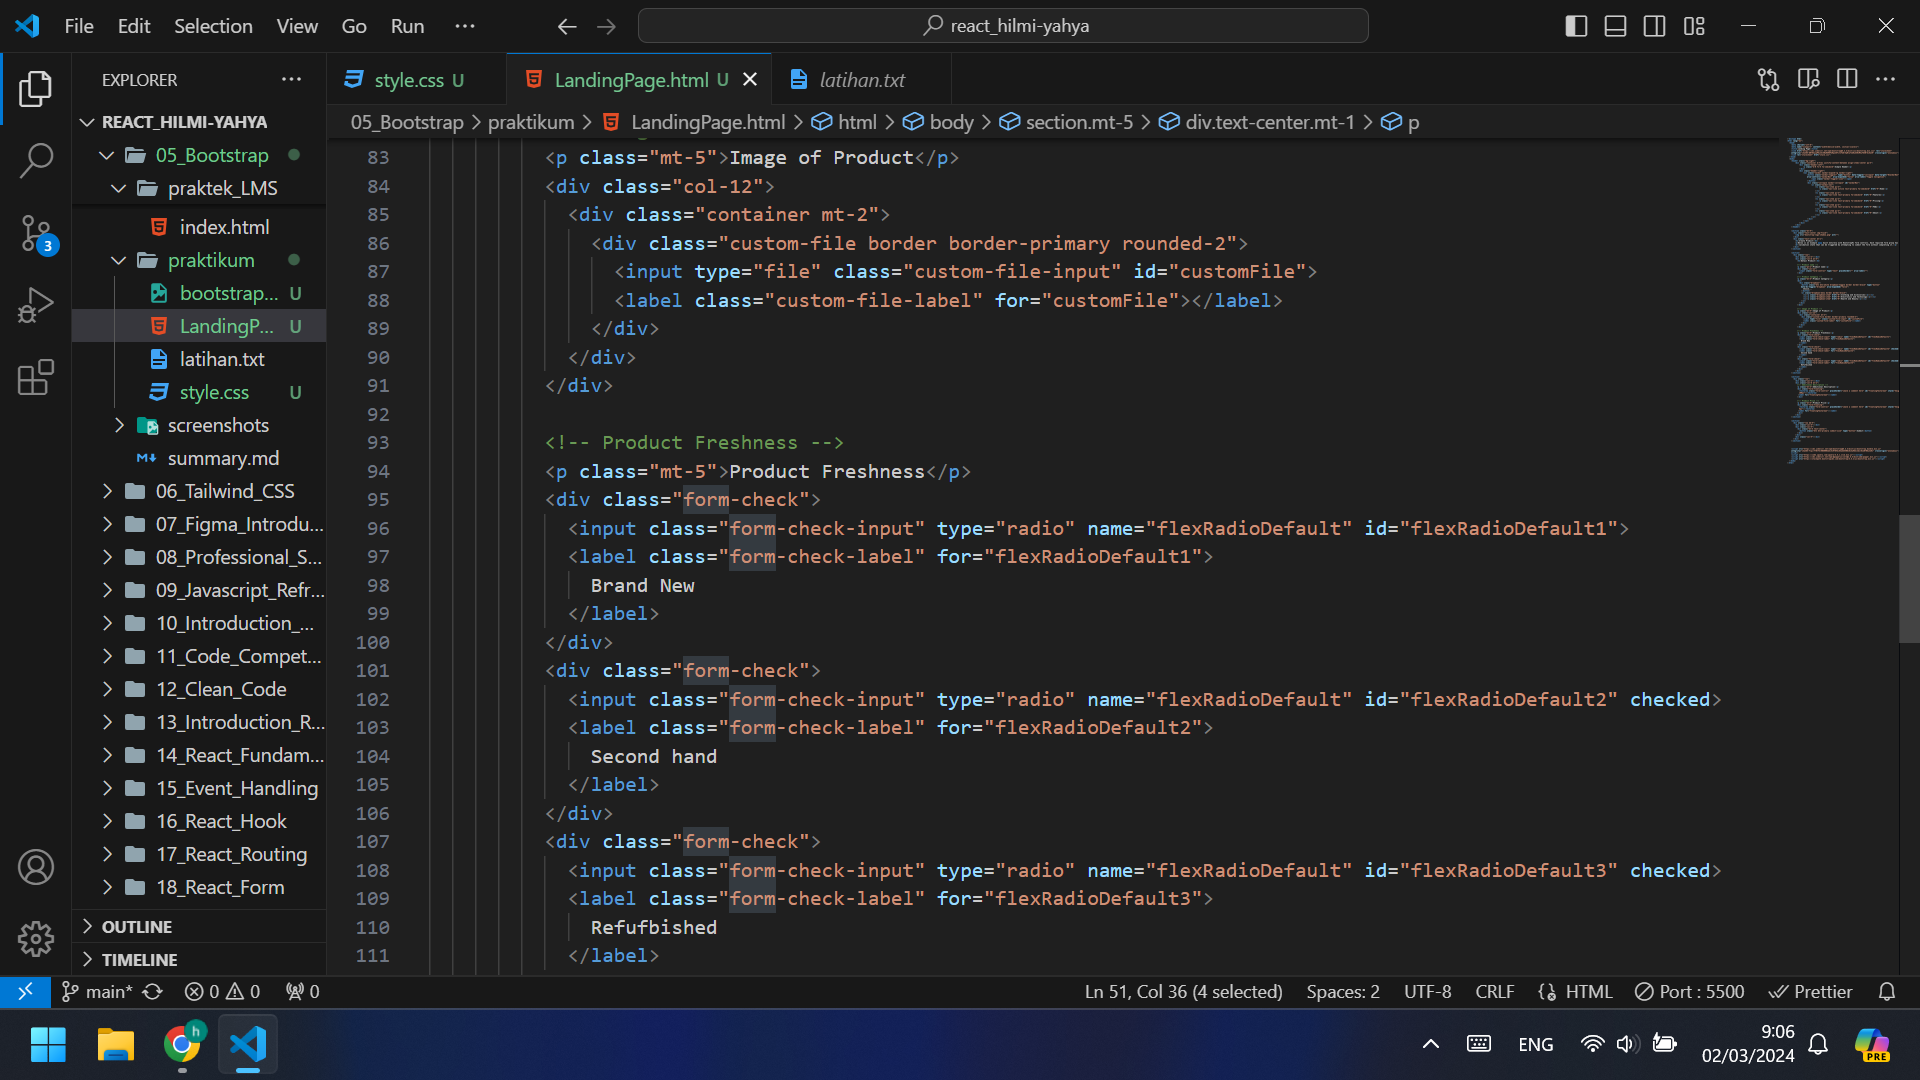 File Edit Selection View Go Run ···
react_hilmi-yahya
EXPLORER
REACT_HILMI-YAHYA
05_Bootstrap
praktek_LMS
index.html
praktikum
bootstrap... U
LandingP... U
latihan.txt
style.css U
screenshots
summary.md
06_Tailwind_CSS
07_Figma_Introdu...
08_Professional_S...
09_Javascript_Refr...
10_Introduction_...
11_Code_Compet...
12_Clean_Code
13_Introduction_R...
14_React_Fundam...
15_Event_Handling
16_React_Hook
17_React_Routing
18_React_Form
OUTLINE
TIMELINE
3
style.css U LandingPage.html U latihan.txt
05_Bootstrap > praktikum > LandingPage.html > html > body > section.mt-5 > div.text-center.mt-1 > p
83 <p class="mt-5">Image of Product</p>
84 <div class="col-12">
85 <div class="container mt-2">
86 <div class="custom-file border border-primary rounded-2">
87 <input type="file" class="custom-file-input" id="customFile">
88 <label class="custom-file-label" for="customFile"></label>
89 </div>
90 </div>
91 </div>
92
93 <!-- Product Freshness -->
94 <p class="mt-5">Product Freshness</p>
95 <div class="form-check">
96 <input class="form-check-input" type="radio" name="flexRadioDefault" id="flexRadioDefault1">
97 <label class="form-check-label" for="flexRadioDefault1">
98 Brand New
99 </label>
100 </div>
101 <div class="form-check">
102 <input class="form-check-input" type="radio" name="flexRadioDefault" id="flexRadioDefault2" checked>
103 <label class="form-check-label" for="flexRadioDefault2">
104 Second hand
105 </label>
106 </div>
107 <div class="form-check">
108 <input class="form-check-input" type="radio" name="flexRadioDefault" id="flexRadioDefault3" checked>
109 <label class="form-check-label" for="flexRadioDefault3">
110 Refufbished
111 </label>
main* 0 0 0 Ln 51, Col 36 (4 selected) Spaces: 2 UTF-8 CRLF HTML Port : 5500 Prettier
h ENG 9:06
02/03/2024
PRE